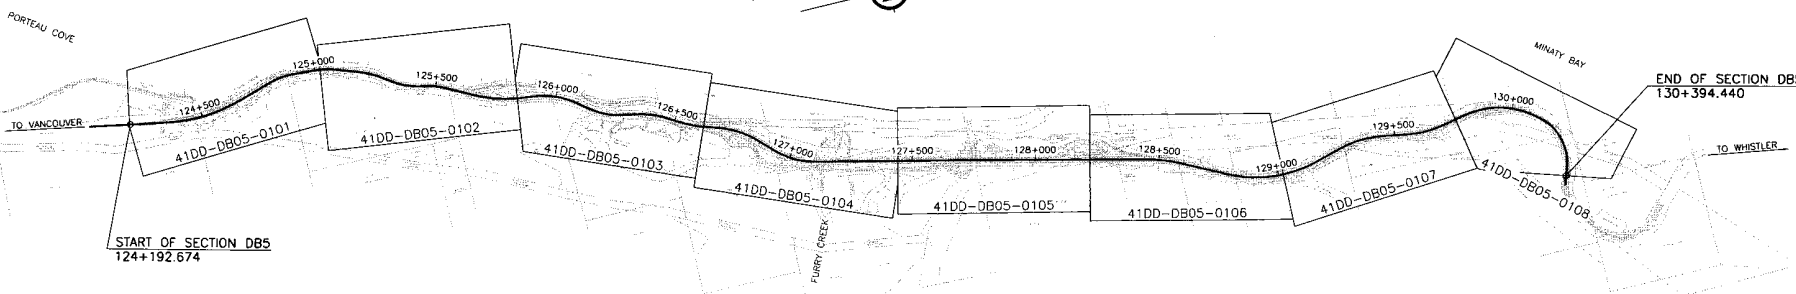 PORTEAU COVE
TO VANCOUVER
START OF SECTION DB5
124+192.674
124+500
41DD-DB05-0101
125+000
125+500
41DD-DB05-0102
126+000
41DD-DB05-0103
126+500
127+000
41DD-DB05-0104
FURRY CREEK
127+500
128+000
41DD-DB05-0105
128+500
41DD-DB05-0106
129+000
129+500
41DD-DB05-0107
130+000
41DD-DB05-0108
MINATY BAY
END OF SECTION DB5
130+394.440
TO WHISTLER